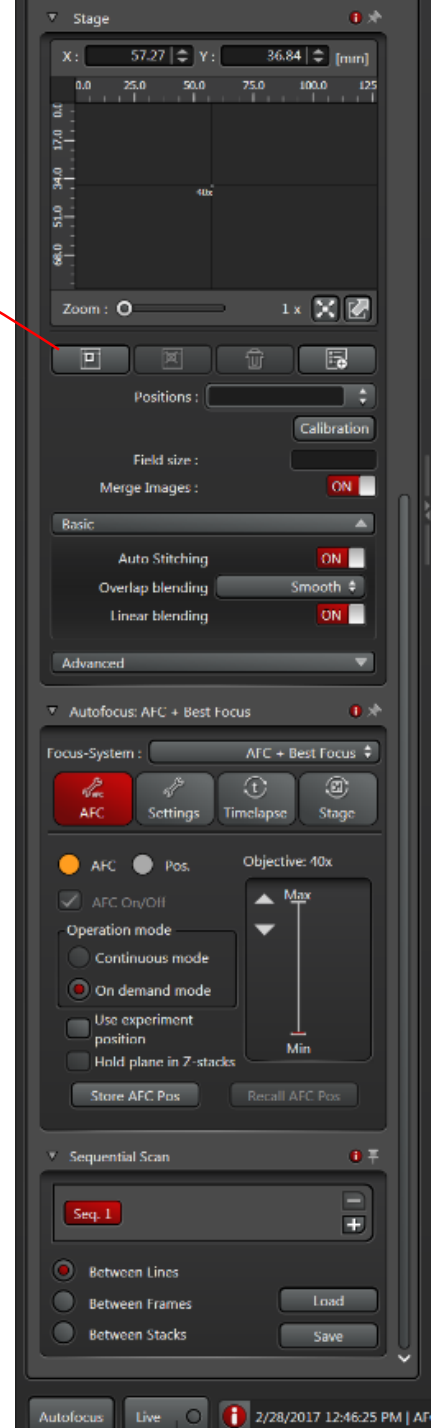 Stage
X : 57.27 Y : 36.84 [mm]
0.0 25.0 50.0 75.0 100.0 125
0.0
17.0
34.0
40x
51.0
68.0
Zoom : 1 x
Positions :
Calibration
Field size :
Merge Images : ON
Basic
Auto Stitching ON
Overlap blending Smooth
Linear blending ON
Advanced
Autofocus: AFC + Best Focus
Focus-System : AFC + Best Focus
AFC Settings Timelapse Stage
AFC Pos. Objective: 40x
AFC On/Off Max
Operation mode
Continuous mode
On demand mode
Use experiment
position
Min
Hold plane in Z-stacks
Store AFC Pos Recall AFC Pos
Sequential Scan
Seq. 1
Between Lines
Between Frames Load
Between Stacks Save
Autofocus Live 2/28/2017 12:46:25 PM | AF